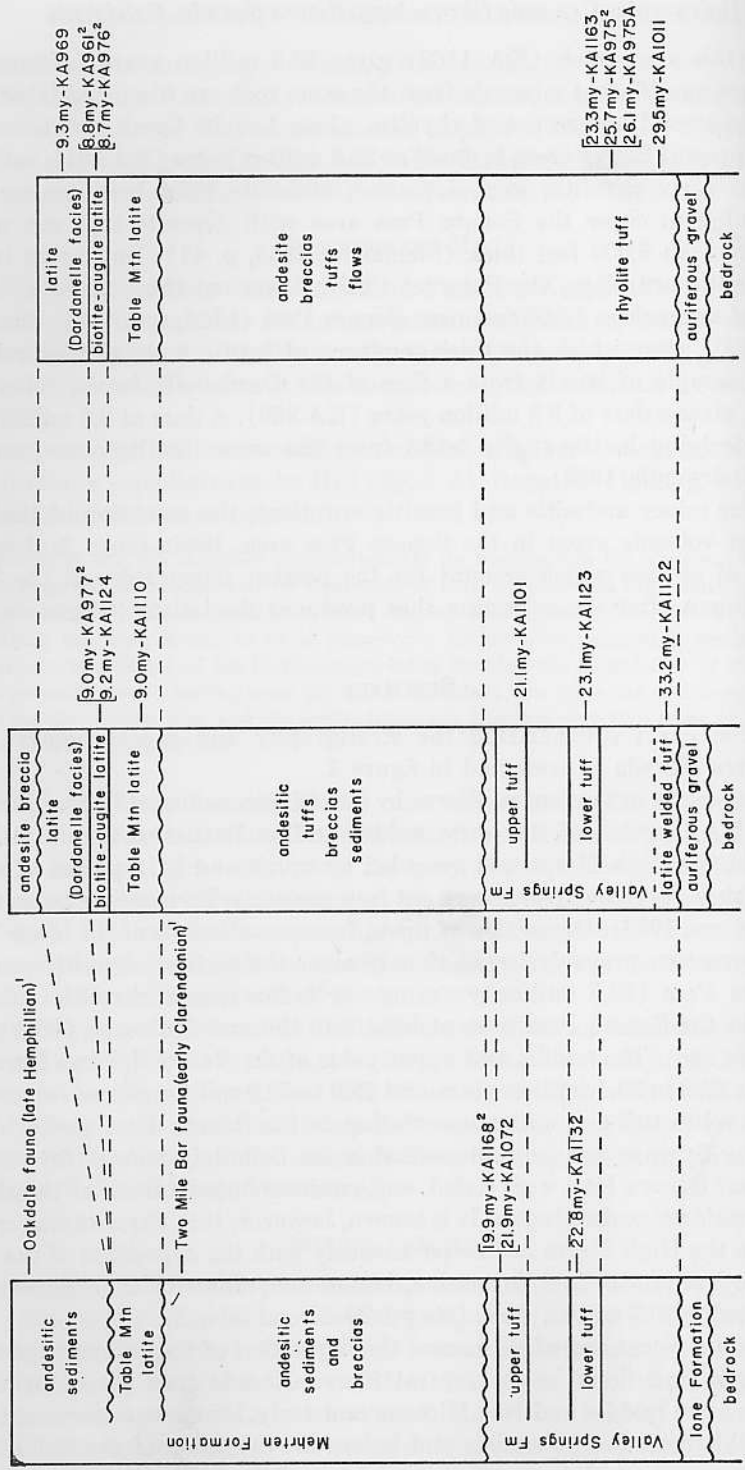 andesitic
sediments
Table Mtn
latite
andesitic
sediments
and
breccias
upper tuff
lower tuff
Ione Formation
bedrock
Mehrten Formation
Valley Springs Fm
Oakdale fauna (late Hemphillian)
Two Mile Bar fauna (early Clarendonian)¹
19.9my-KA1168²
21.9my-KA1072
22.8my-KA1132
andesite breccia
latite
(Dardanelle facies)
biotite-augite latite
Table Mtn latite
andesitic
tuffs
breccias
sediments
upper tuff
lower tuff
latite welded tuff
auriferous gravel
bedrock
Valley Springs Fm
9.0my-KA977²
9.2my-KA1124
9.0my-KA1110
21.1my-KA1101
23.1my-KA1123
33.2my-KA1122
latite
(Dardanelle facies)
biotite-augite latite
Table Mtn latite
andesite
breccias
tuffs
flows
rhyolite tuff
auriferous gravel
bedrock
9.3my-KA969
8.8my-KA961²
8.7my-KA976²
23.3my-KA1163
25.7my-KA975²
26.1my-KA975A
29.5my-KA1011